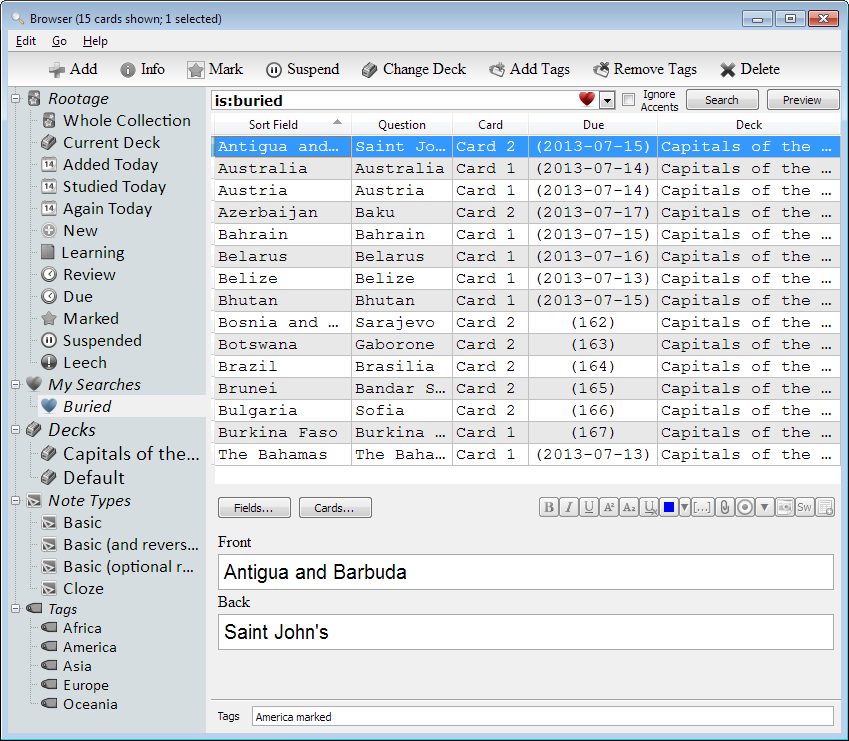 Browser (15 cards shown; 1 selected)
Edit Go Help
Add Info Mark Suspend Change Deck Add Tags Remove Tags Delete
Rootage
Whole Collection
Current Deck
14 Added Today
14 Studied Today
14 Again Today
New
Learning
Review
Due
Marked
Suspended
Leech
My Searches
Buried
Decks
Capitals of the...
Default
Note Types
Basic
Basic (and revers...
Basic (optional r...
Cloze
Tags
Africa
America
Asia
Europe
Oceania
is:buried Ignore Accents Search Preview
Sort Field Question Card Due Deck
Antigua and... Saint Jo... Card 2 (2013-07-15) Capitals of the ...
Australia Australia Card 1 (2013-07-14) Capitals of the ...
Austria Austria Card 1 (2013-07-14) Capitals of the ...
Azerbaijan Baku Card 2 (2013-07-17) Capitals of the ...
Bahrain Bahrain Card 1 (2013-07-15) Capitals of the ...
Belarus Belarus Card 1 (2013-07-16) Capitals of the ...
Belize Belize Card 1 (2013-07-13) Capitals of the ...
Bhutan Bhutan Card 1 (2013-07-15) Capitals of the ...
Bosnia and ... Sarajevo Card 2 (162) Capitals of the ...
Botswana Gaborone Card 2 (163) Capitals of the ...
Brazil Brasilia Card 2 (164) Capitals of the ...
Brunei Bandar S... Card 2 (165) Capitals of the ...
Bulgaria Sofia Card 2 (166) Capitals of the ...
Burkina Faso Burkina ... Card 1 (167) Capitals of the ...
The Bahamas The Baha... Card 1 (2013-07-13) Capitals of the ...
Fields... Cards... B I U A² A₂ U [...] Sw
Front
Antigua and Barbuda
Back
Saint John's
Tags America marked